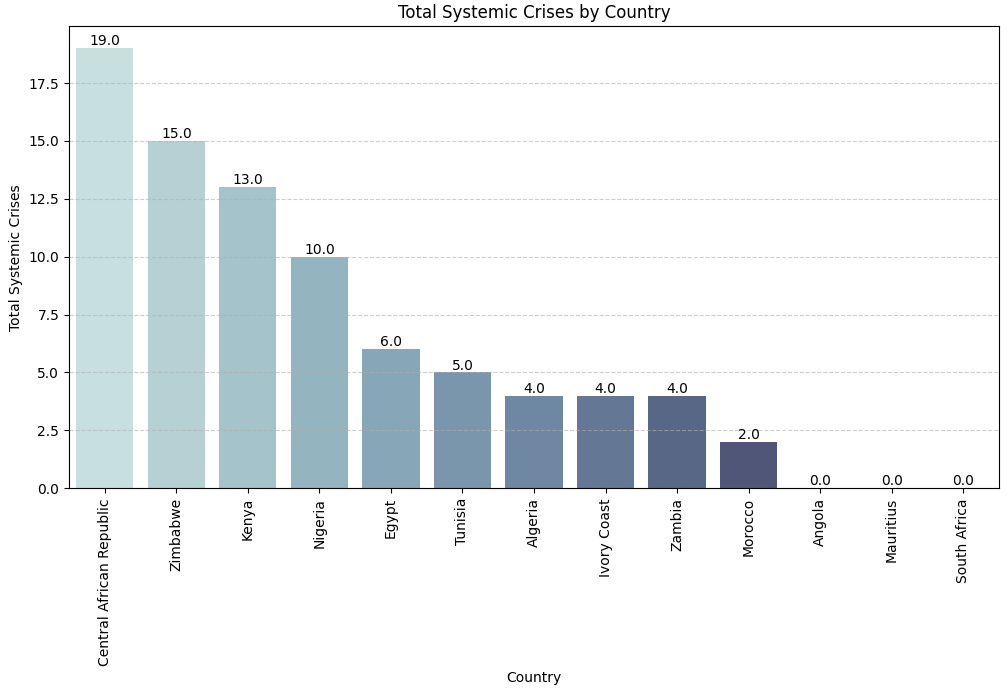 Total Systemic Crises by Country
Total Systemic Crises
17.5
15.0
12.5
10.0
7.5
5.0
2.5
0.0
19.0
15.0
13.0
10.0
6.0
5.0
4.0
4.0
4.0
2.0
0.0
0.0
0.0
Central African Republic
Zimbabwe
Kenya
Nigeria
Egypt
Tunisia
Algeria
Ivory Coast
Zambia
Morocco
Angola
Mauritius
South Africa
Country